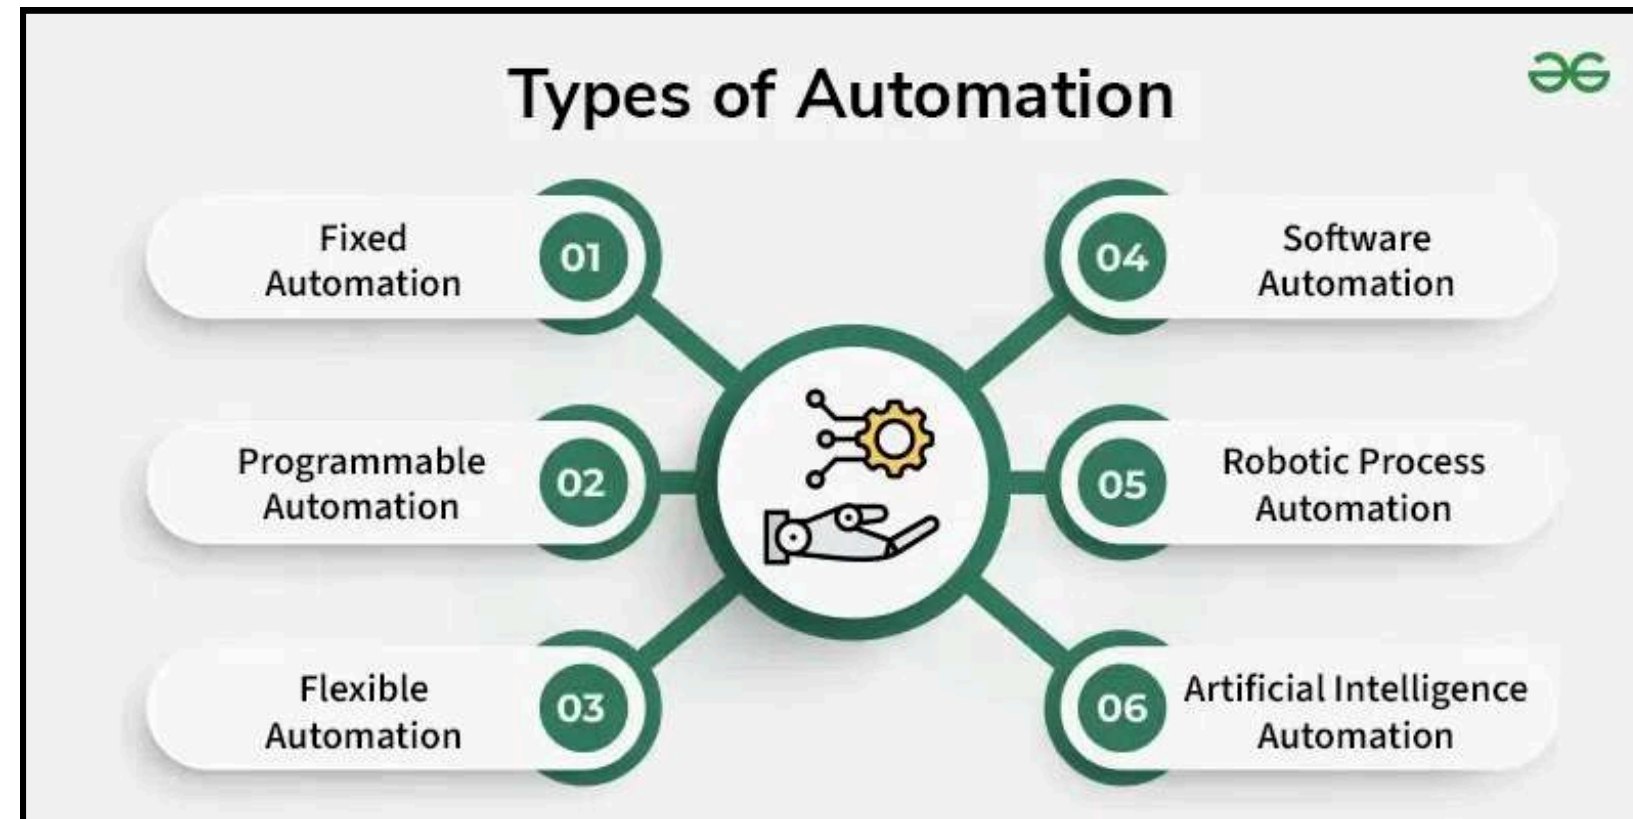 Types of Automation
01
Fixed
Automation
02
Programmable
Automation
03
Flexible
Automation
04
Software
Automation
05
Robotic Process
Automation
06
Artificial Intelligence
Automation